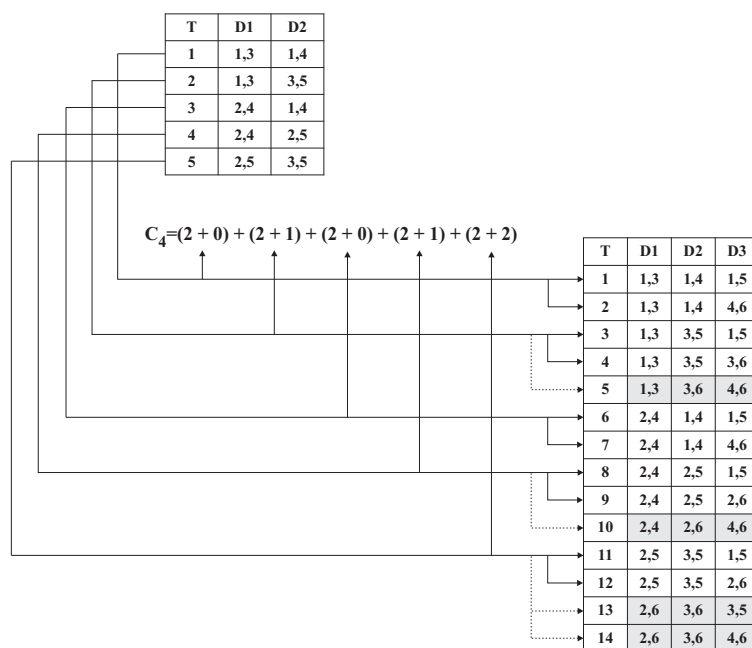 T D1 D2
1 1,3 1,4
2 1,3 3,5
3 2,4 1,4
4 2,4 2,5
5 2,5 3,5
C4=(2 + 0) + (2 + 1) + (2 + 0) + (2 + 1) + (2 + 2)
T D1 D2 D3
1 1,3 1,4 1,5
2 1,3 1,4 4,6
3 1,3 3,5 1,5
4 1,3 3,5 3,6
5 1,3 3,6 4,6
6 2,4 1,4 1,5
7 2,4 1,4 4,6
8 2,4 2,5 1,5
9 2,4 2,5 2,6
10 2,4 2,6 4,6
11 2,5 3,5 1,5
12 2,5 3,5 2,6
13 2,6 3,6 3,5
14 2,6 3,6 4,6